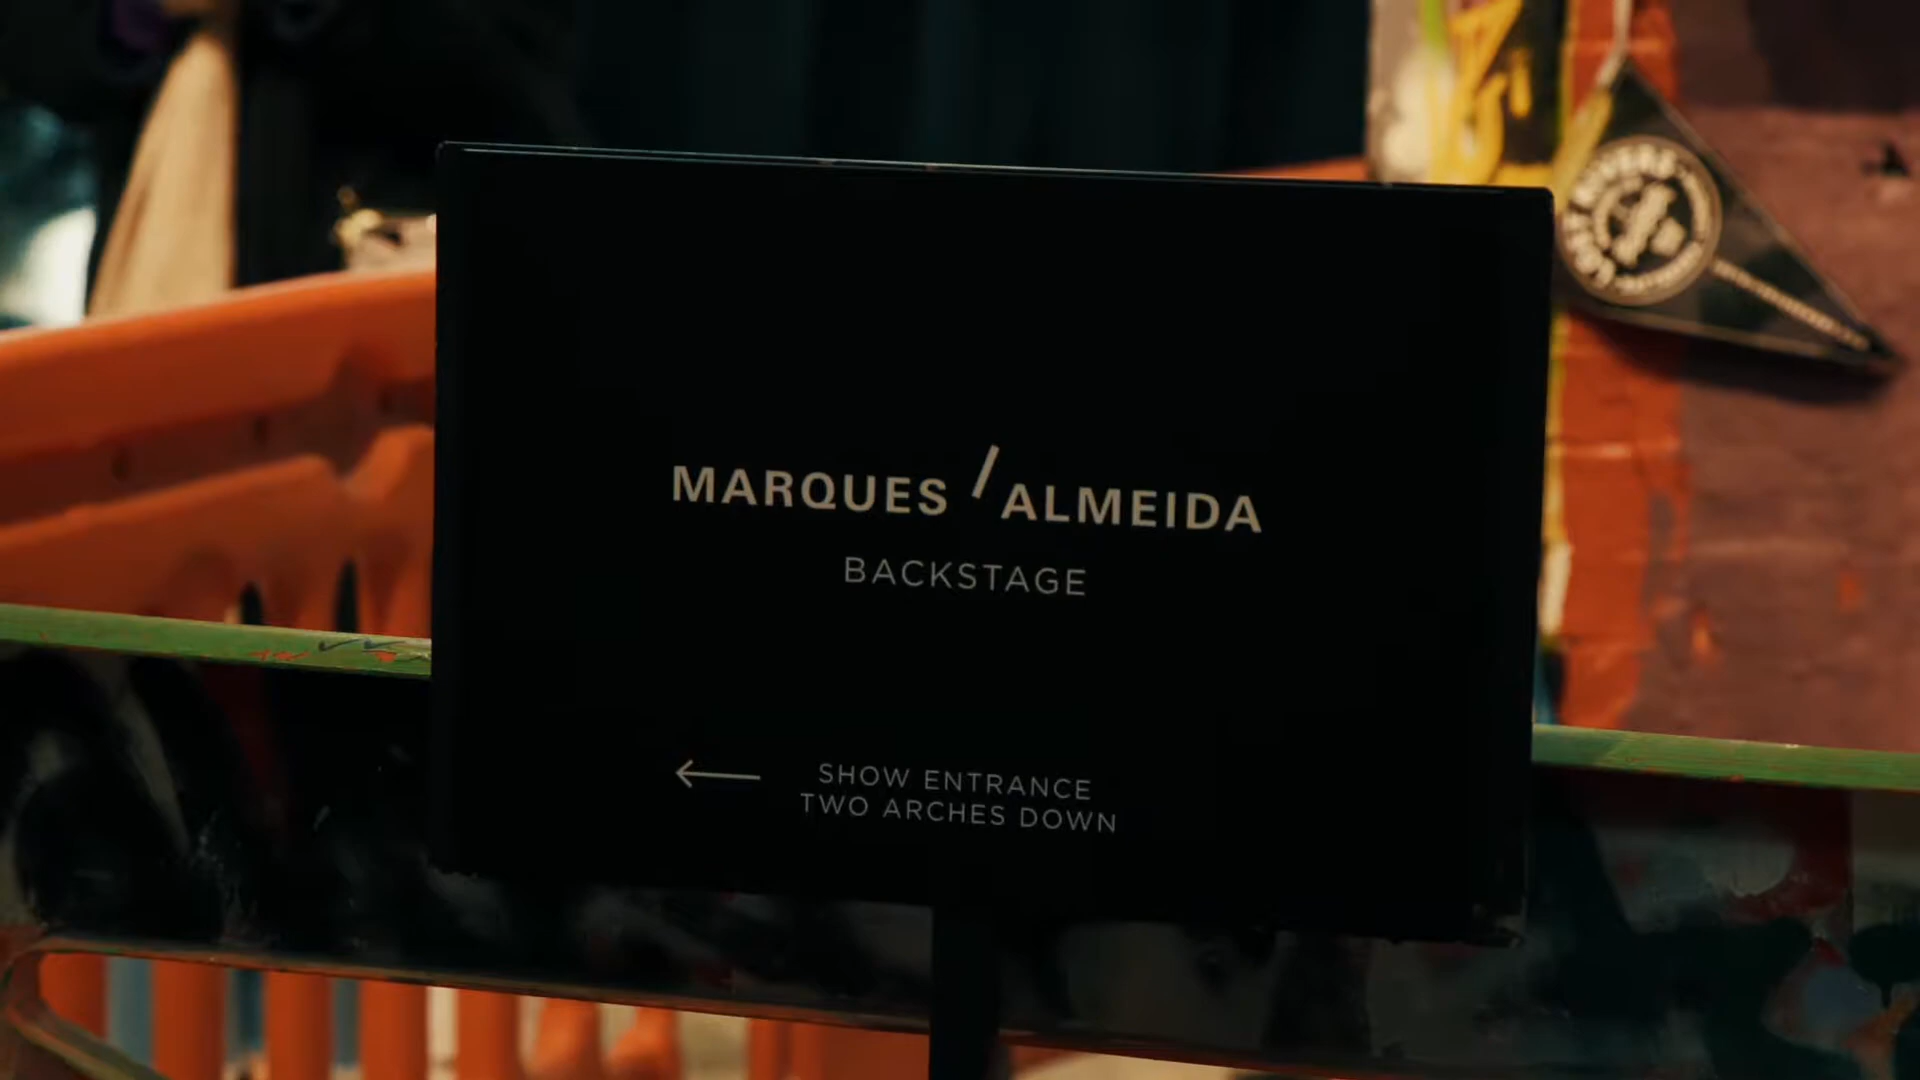 MARQUES / ALMEIDA
BACKSTAGE
← SHOW ENTRANCE
TWO ARCHES DOWN